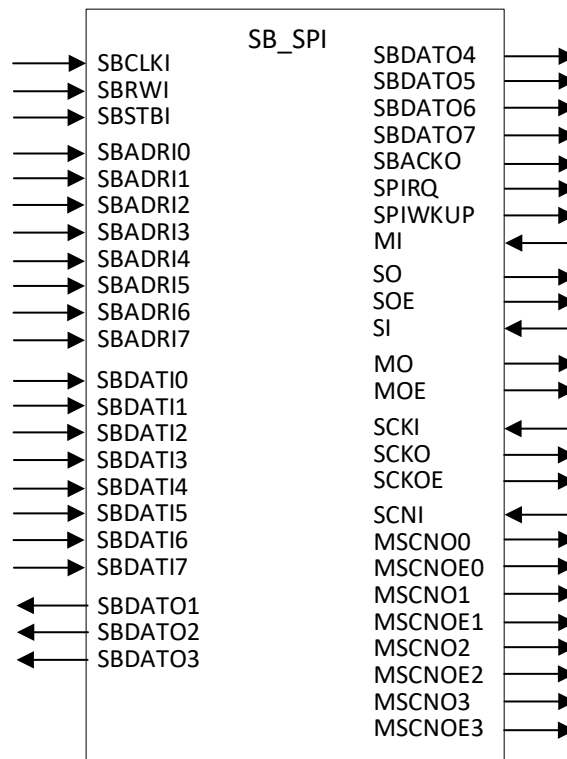 SB_SPI
SBCLKI
SBRWI
SBSTBI
SBADRI0
SBADRI1
SBADRI2
SBADRI3
SBADRI4
SBADRI5
SBADRI6
SBADRI7
SBDATI0
SBDATI1
SBDATI2
SBDATI3
SBDATI4
SBDATI5
SBDATI6
SBDATI7
SBDATO1
SBDATO2
SBDATO3
SBDATO4
SBDATO5
SBDATO6
SBDATO7
SBACKO
SPIRQ
SPIWKUP
MI
SO
SOE
SI
MO
MOE
SCKI
SCKO
SCKOE
SCNI
MSCNO0
MSCNOE0
MSCNO1
MSCNOE1
MSCNO2
MSCNOE2
MSCNO3
MSCNOE3